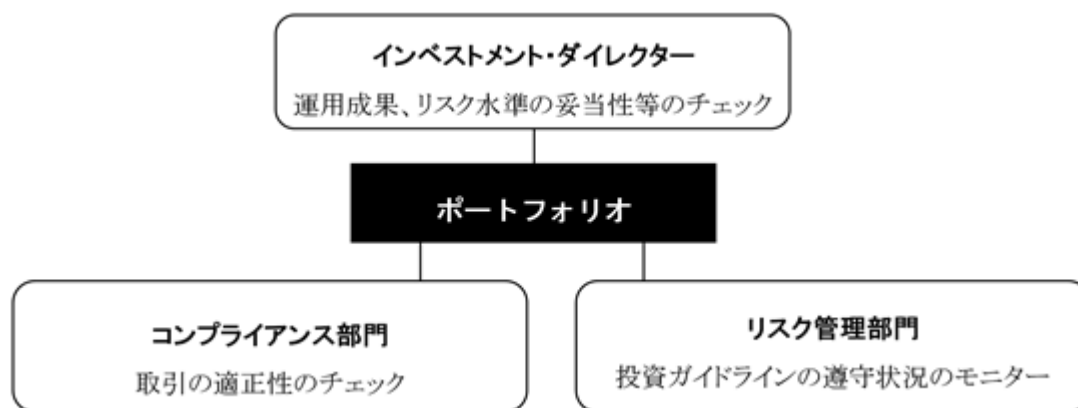 インベストメント・ダイレクター
運用成果、リスク水準の妥当性等のチェック
ポートフォリオ
コンプライアンス部門
取引の適正性のチェック
リスク管理部門
投資ガイドラインの遵守状況のモニター